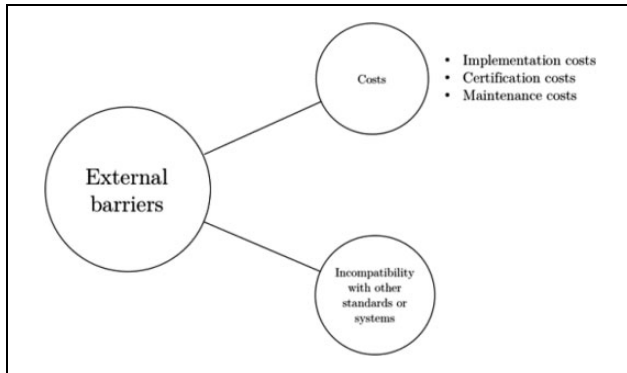 External
barriers
Costs
• Implementation costs
• Certification costs
• Maintenance costs
Incompatibility
with other
standards or
systems